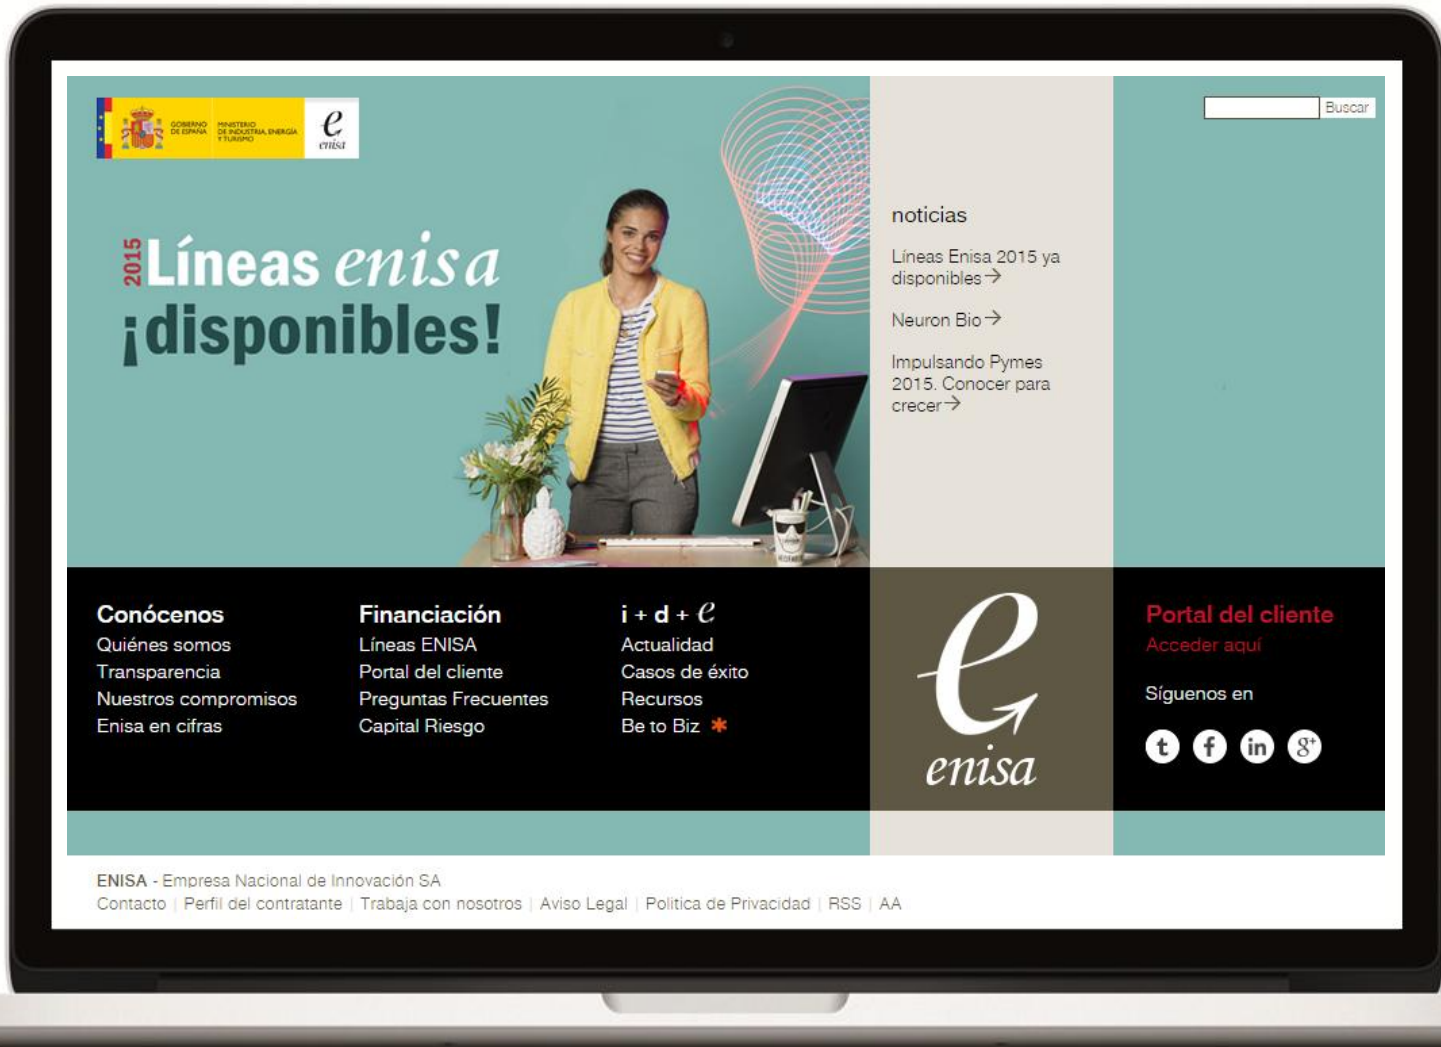 GOBIERNO
DE ESPAÑA
MINISTERIO
DE INDUSTRIA, ENERGÍA
Y TURISMO
e
enisa
Buscar
2015
Líneas enisa
¡disponibles!
noticias
Líneas Enisa 2015 ya
disponibles→
Neuron Bio→
Impulsando Pymes
2015. Conocer para
crecer→
Conócenos
Quiénes somos
Transparencia
Nuestros compromisos
Enisa en cifras
Financiación
Líneas ENISA
Portal del cliente
Preguntas Frecuentes
Capital Riesgo
i + d + e
Actualidad
Casos de éxito
Recursos
Be to Biz *
e
enisa
Portal del cliente
Acceder aquí
Síguenos en
t f in g+
ENISA - Empresa Nacional de Innovación SA
Contacto | Perfil del contratante | Trabaja con nosotros | Aviso Legal | Politica de Privacidad | RSS | AA